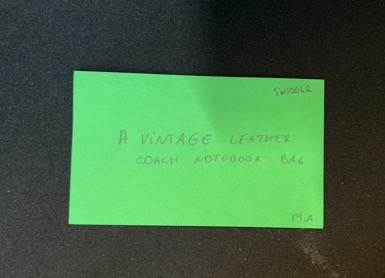 SW100LR
A ViNTAGE LEATHER
COACH NOTEBOOK BAG
M.A.